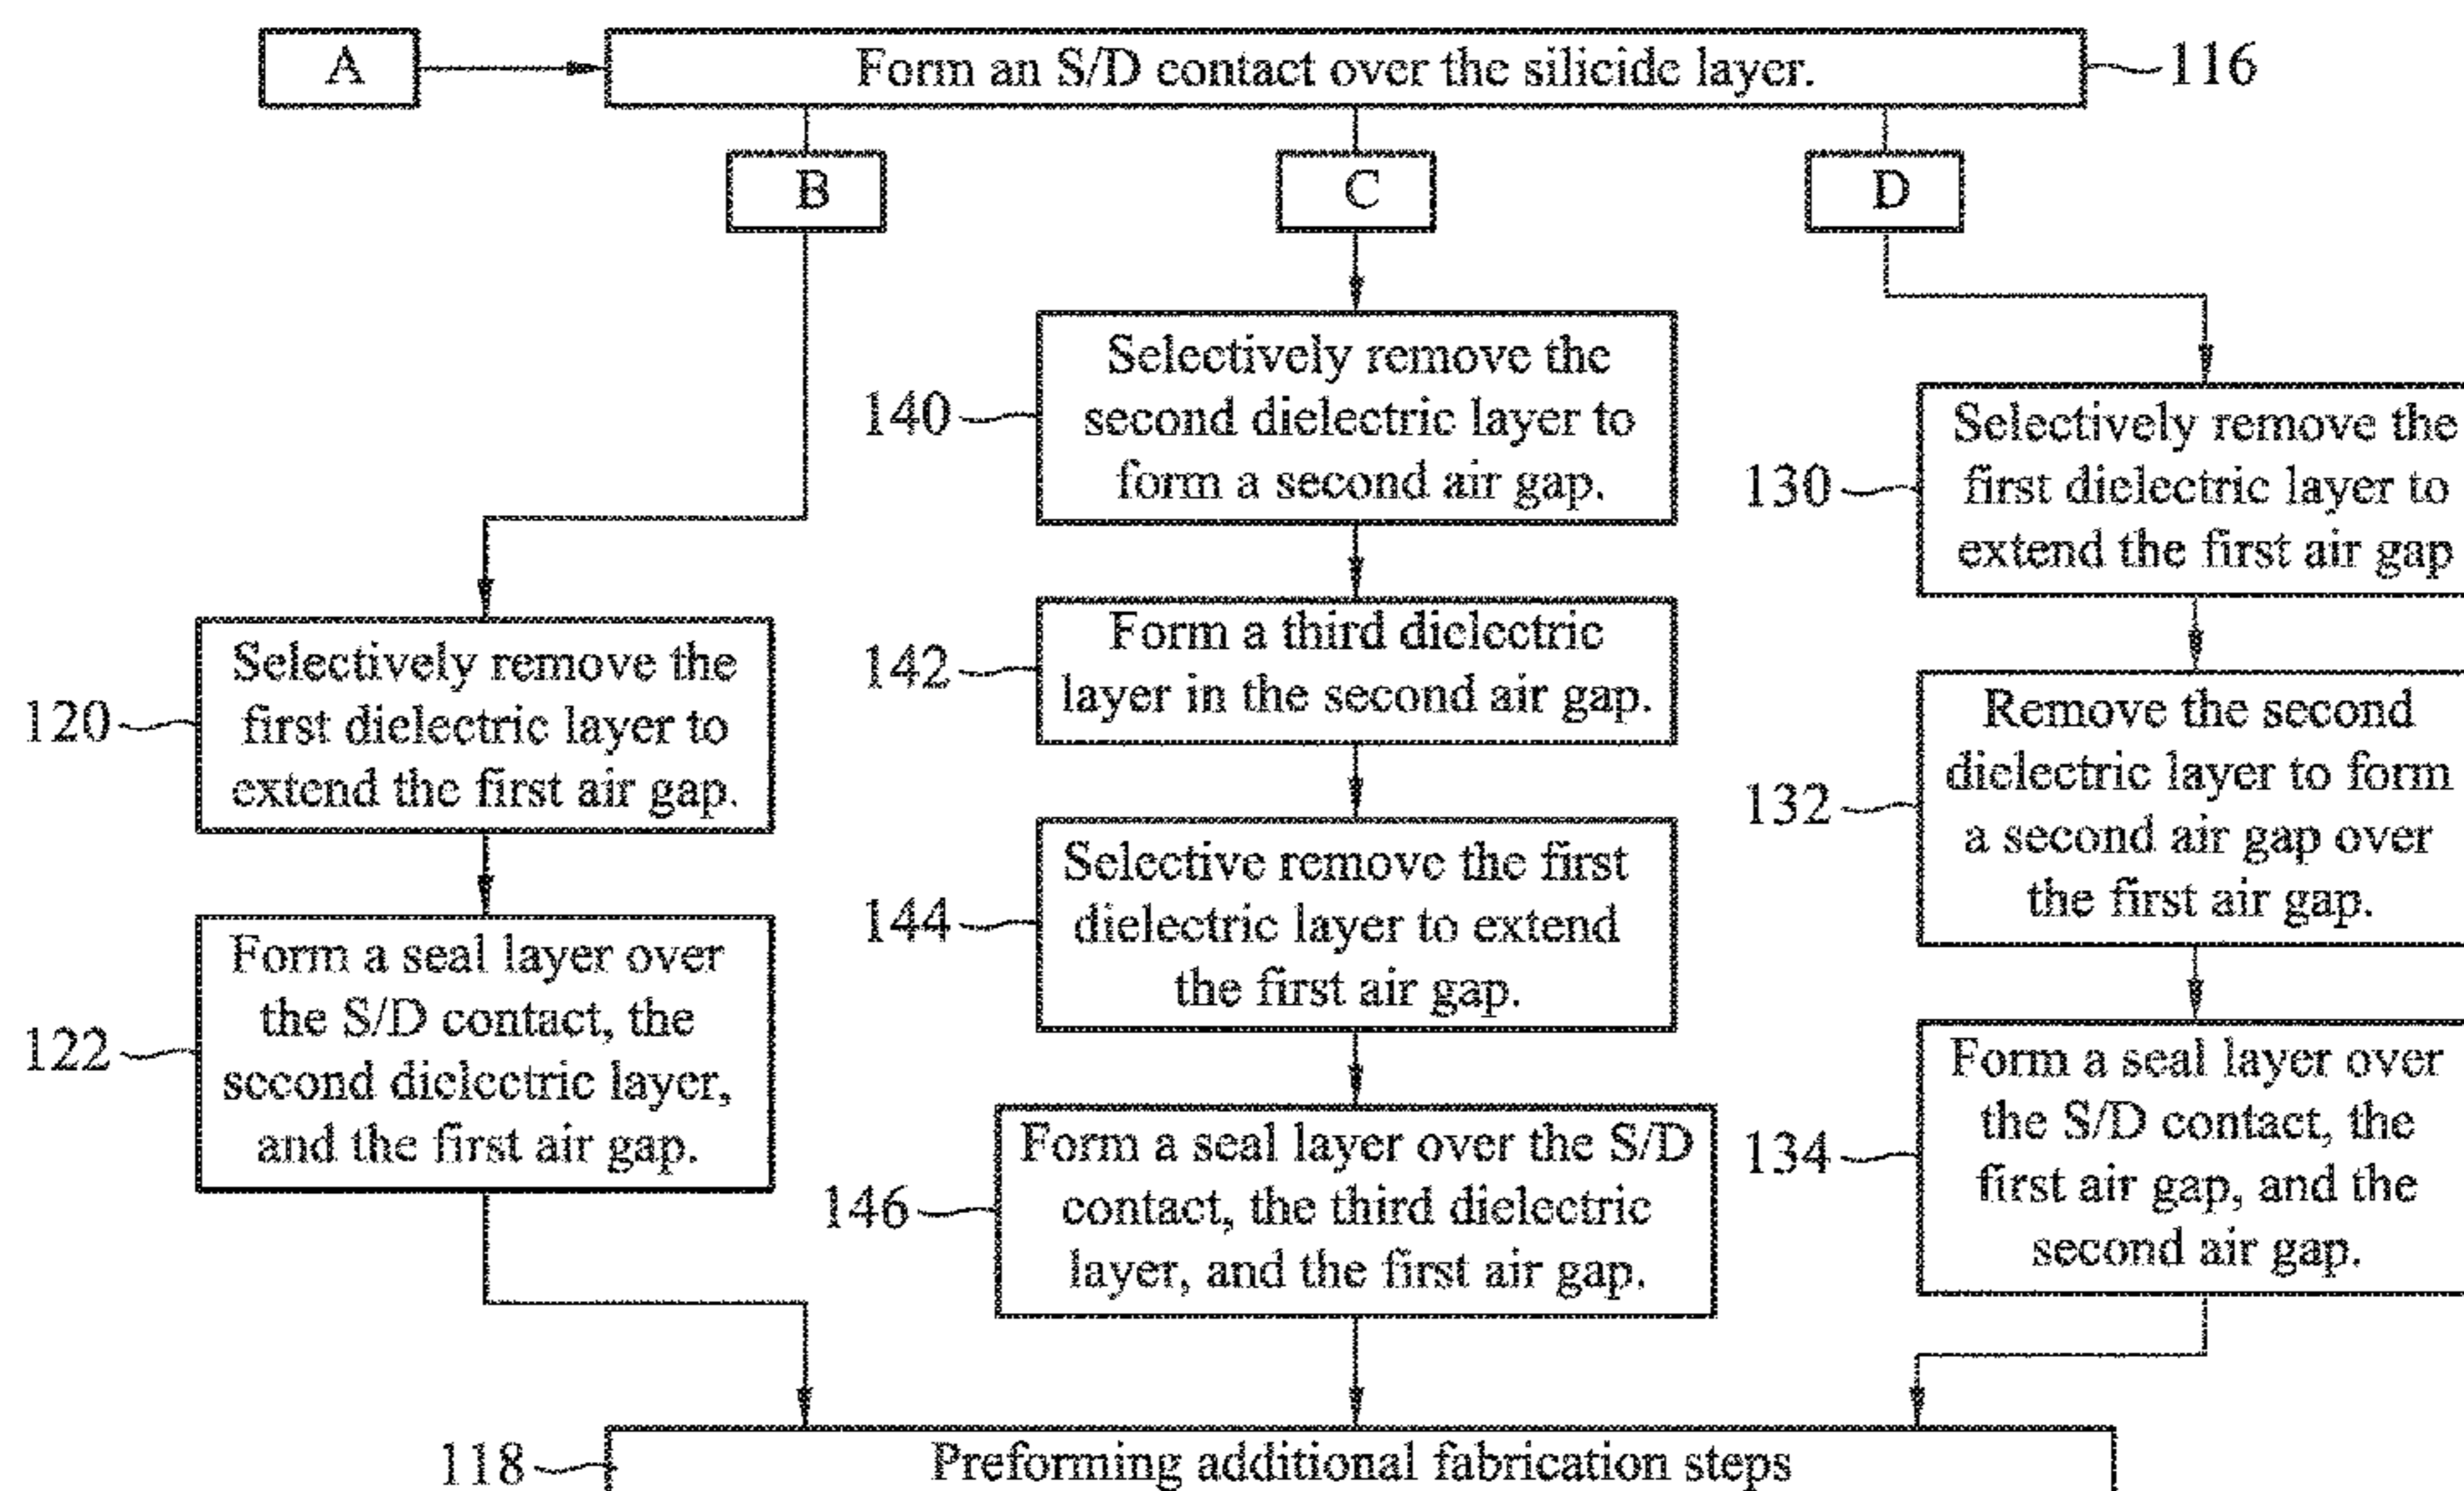 A
Form an S/D contact over the silicide layer.
116
B
C
D
140
Selectively remove the
second dielectric layer to
form a second air gap.
130
Selectively remove the
first dielectric layer to
extend the first air gap
120
Selectively remove the
first dielectric layer to
extend the first air gap.
142
Form a third dielectric
layer in the second air gap.
132
Remove the second
dielectric layer to form
a second air gap over
the first air gap.
144
Selective remove the first
dielectric layer to extend
the first air gap.
122
Form a seal layer over
the S/D contact, the
second dielectric layer,
and the first air gap.
146
Form a seal layer over the S/D
contact, the third dielectric
layer, and the first air gap.
134
Form a seal layer over
the S/D contact, the
first air gap, and the
second air gap.
118
Preforming additional fabrication steps